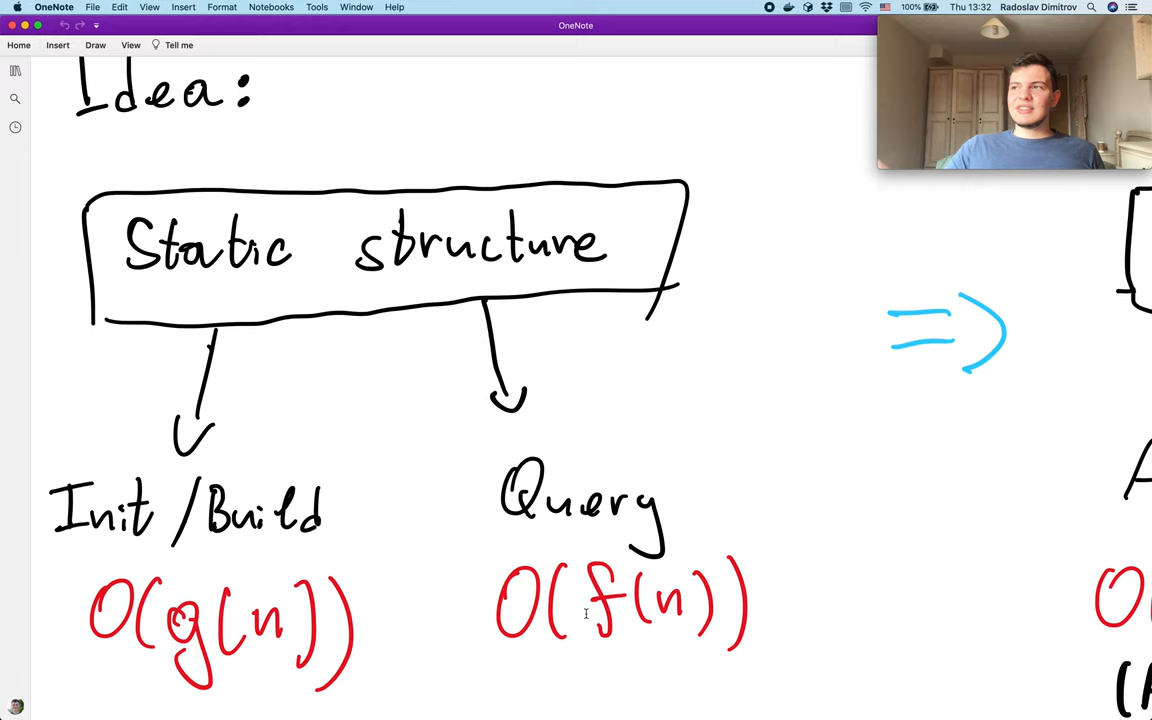 OneNote File Edit View Insert Format Notebooks Tools Window Help 100% Thu 13:32 Radoslav Dimitrov
OneNote
Home Insert Draw View Tell me
Idea:
Static structure
Init/Build Query
O(g(n)) O(f(n)) O(